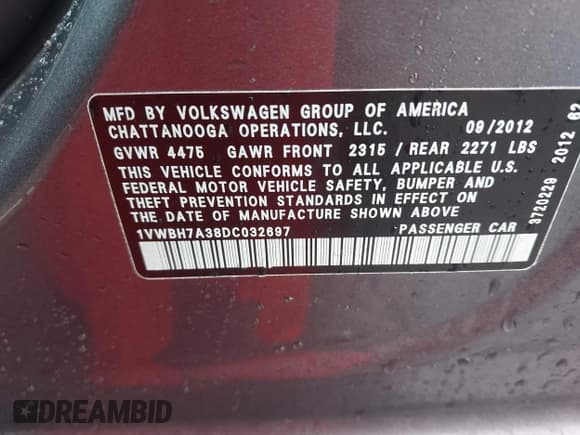 MFD BY VOLKSWAGEN GROUP OF AMERICA
CHATTANOOGA OPERATIONS, LLC. 09/2012
GVWR 4475 GAWR FRONT 2315 / REAR 2271 LBS
THIS VEHICLE CONFORMS TO ALL APPLICABLE U.S.
FEDERAL MOTOR VEHICLE SAFETY, BUMPER AND
THEFT PREVENTION STANDARDS IN EFFECT ON
THE DATE OF MANUFACTURE SHOWN ABOVE
1VWBH7A38DC032697 PASSENGER CAR
3720229 2012 62
DREAMBID